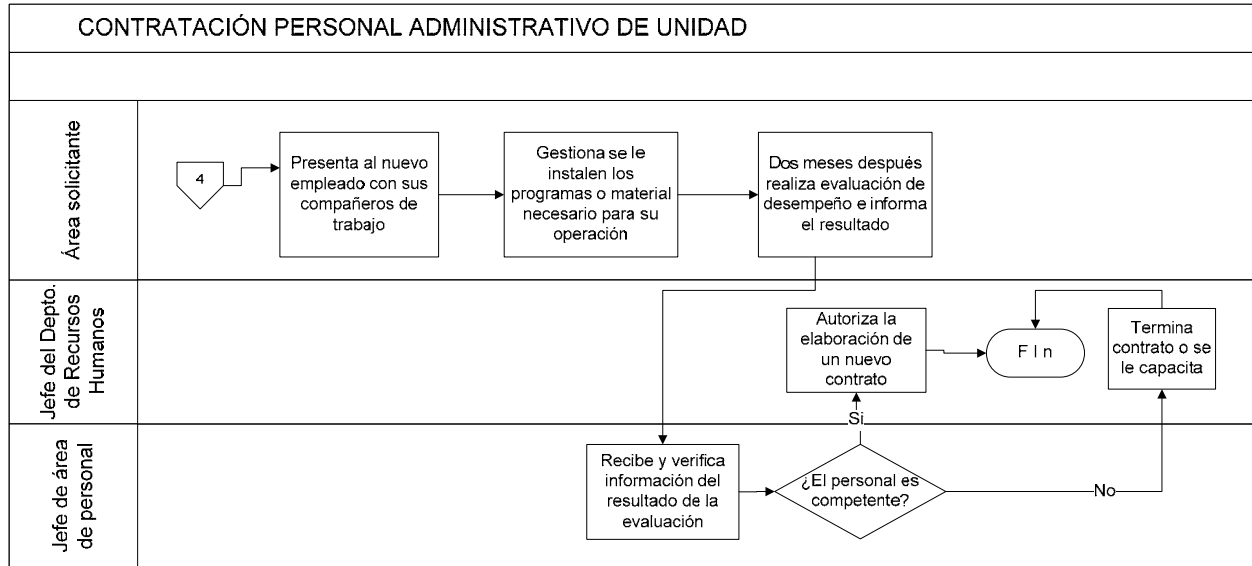 CONTRATACIÓN PERSONAL ADMINISTRATIVO DE UNIDAD
Área solicitante
4
Presenta al nuevo
empleado con sus
compañeros de
trabajo
Gestiona se le
instalen los
programas o material
necesario para su
operación
Dos meses después
realiza evaluación de
desempeño e informa
el resultado
Jefe del Depto.
de Recursos
Humanos
Autoriza la
elaboración de
un nuevo
contrato
F I n
Termina
contrato o se
le capacita
Si
Jefe de área
de personal
Recibe y verifica
información del
resultado de la
evaluación
¿El personal es
competente?
No